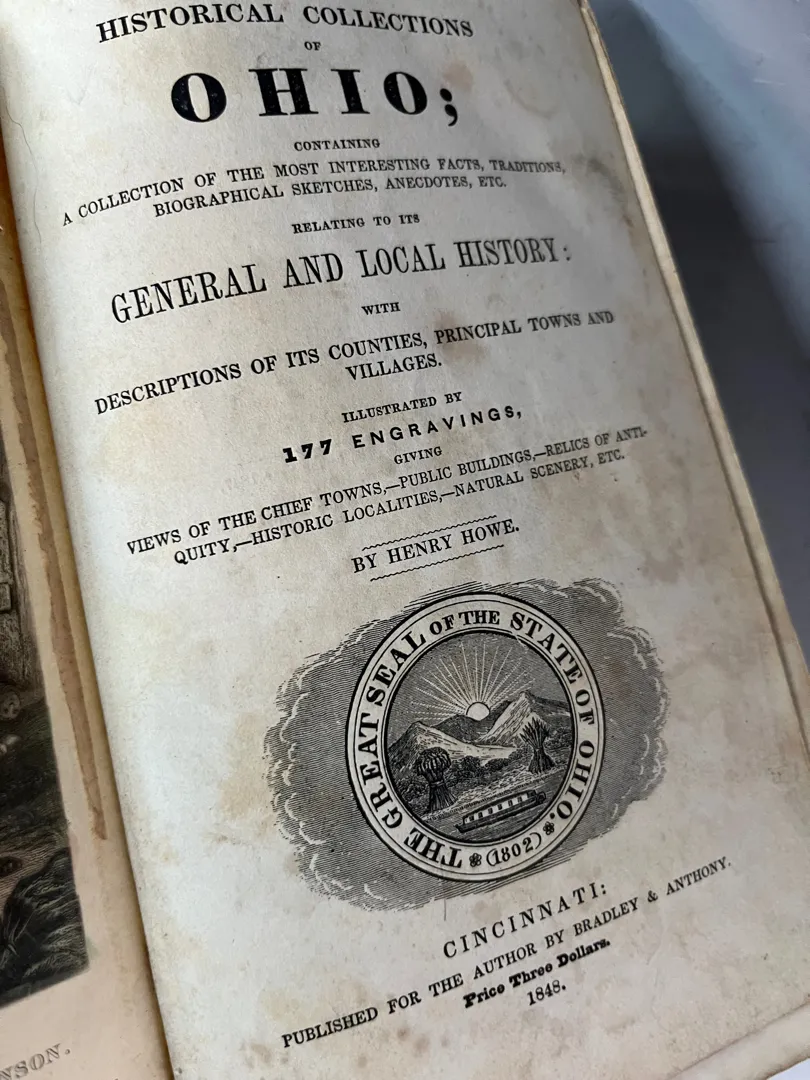 HISTORICAL COLLECTIONS
OF
OHIO;
CONTAINING
A COLLECTION OF THE MOST INTERESTING FACTS, TRADITIONS,
BIOGRAPHICAL SKETCHES, ANECDOTES, ETC.
RELATING TO ITS
GENERAL AND LOCAL HISTORY:
WITH
DESCRIPTIONS OF ITS COUNTIES, PRINCIPAL TOWNS AND
VILLAGES.
ILLUSTRATED BY
177 ENGRAVINGS,
GIVING
VIEWS OF THE CHIEF TOWNS,—PUBLIC BUILDINGS,—RELICS OF ANTI-
QUITY,—HISTORIC LOCALITIES,—NATURAL SCENERY, ETC.
BY HENRY HOWE.
THE GREAT SEAL OF THE STATE OF OHIO.
(1802)
CINCINNATI:
PUBLISHED FOR THE AUTHOR BY BRADLEY & ANTHONY.
Price Three Dollars.
1848.